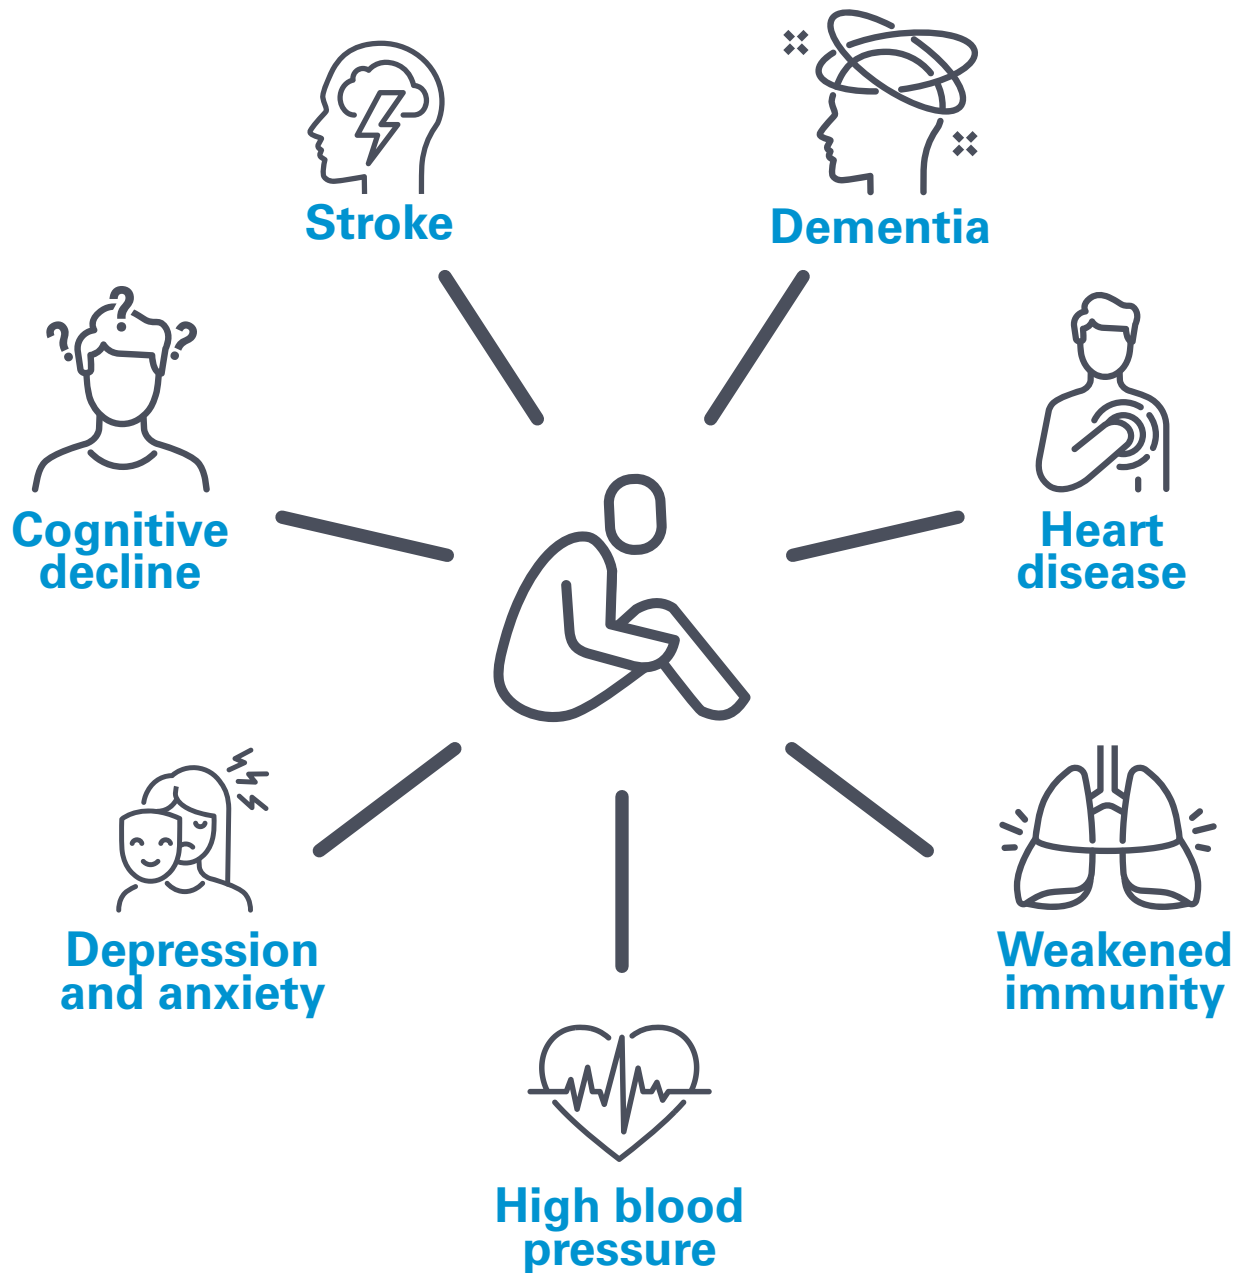 Stroke
Dementia
Cognitive
decline
Heart
disease
Depression
and anxiety
Weakened
immunity
High blood
pressure